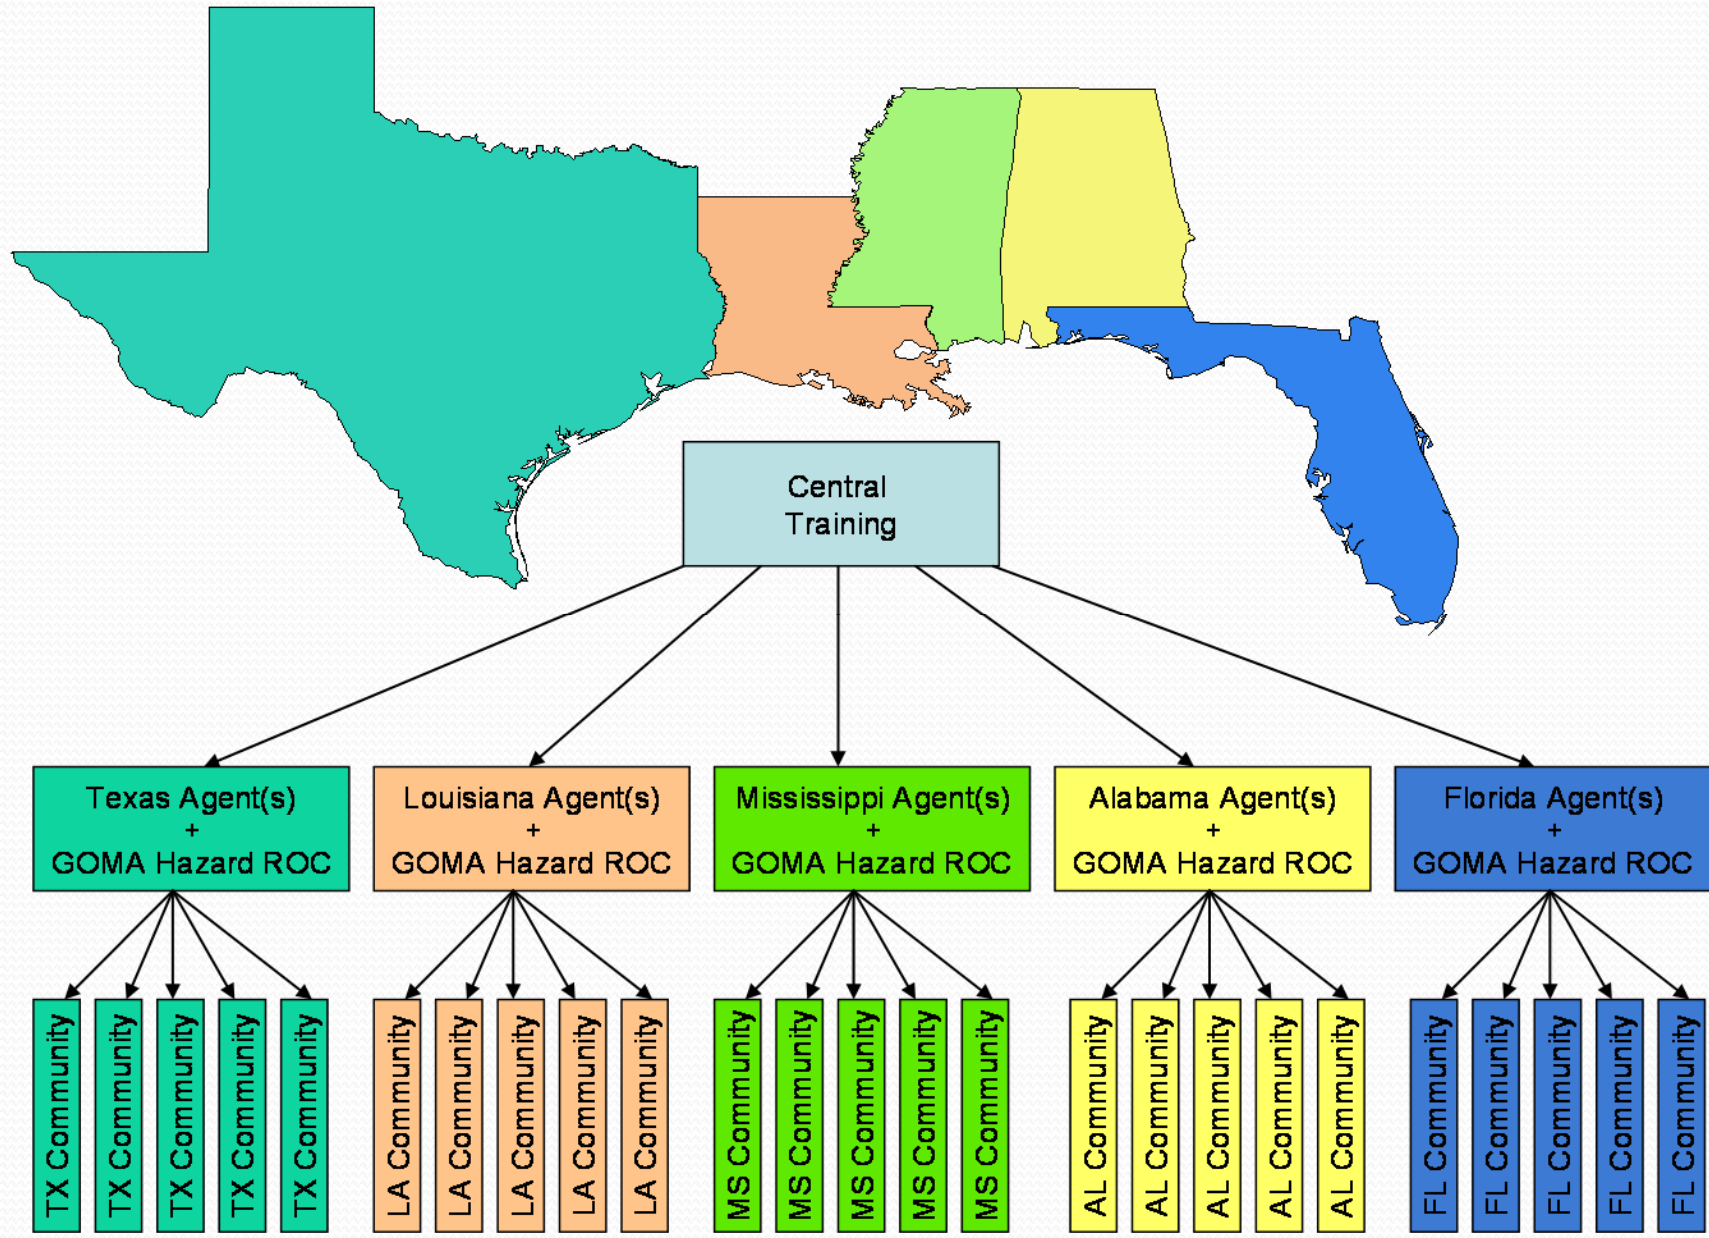 Central
Training
Texas Agent(s)
+
GOMA Hazard ROC
Louisiana Agent(s)
+
GOMA Hazard ROC
Mississippi Agent(s)
+
GOMA Hazard ROC
Alabama Agent(s)
+
GOMA Hazard ROC
Florida Agent(s)
+
GOMA Hazard ROC
TX Community
TX Community
TX Community
TX Community
TX Community
LA Community
LA Community
LA Community
LA Community
LA Community
MS Community
MS Community
MS Community
MS Community
MS Community
AL Community
AL Community
AL Community
AL Community
AL Community
FL Community
FL Community
FL Community
FL Community
FL Community